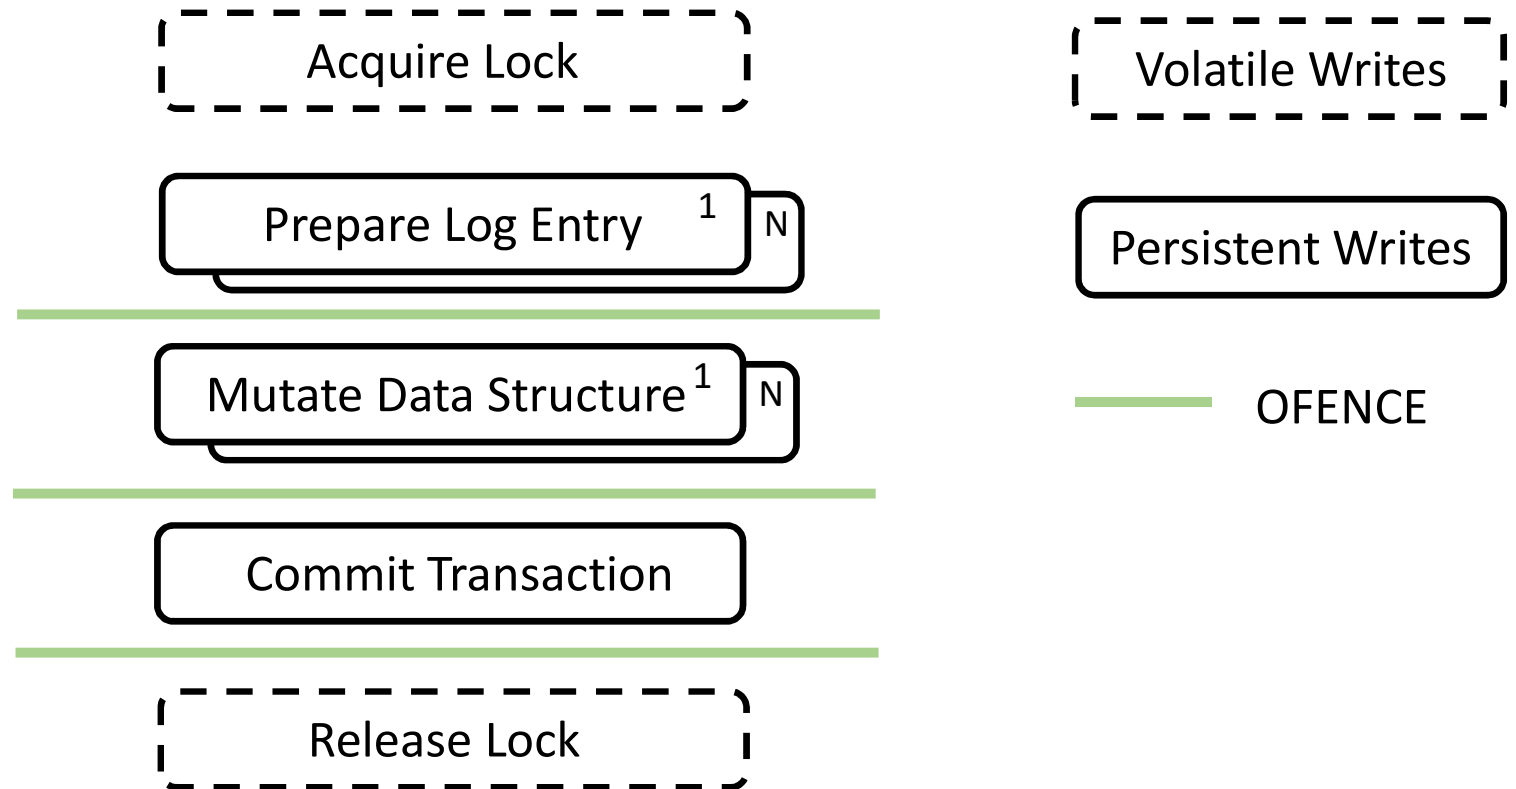 Acquire Lock
Prepare Log Entry 1 N
Mutate Data Structure 1 N
Commit Transaction
Release Lock
Volatile Writes
Persistent Writes
OFENCE